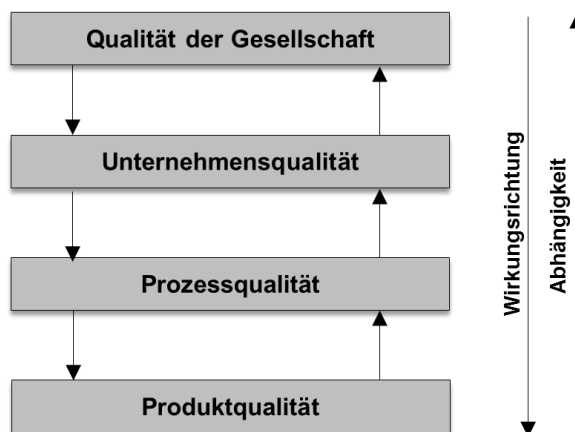 Qualität der Gesellschaft
Unternehmensqualität
Prozessqualität
Produktqualität
Wirkungsrichtung
Abhängigkeit